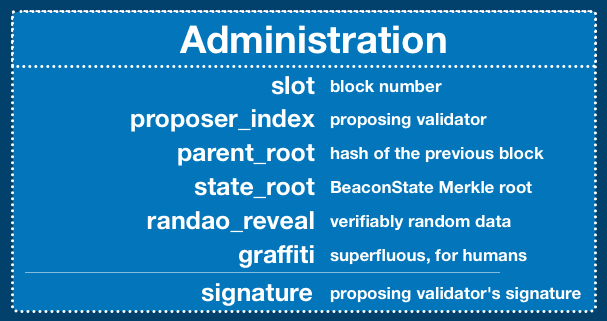 Administration
slot block number
proposer_index proposing validator
parent_root hash of the previous block
state_root BeaconState Merkle root
randao_reveal verifiably random data
graffiti superfluous, for humans
signature proposing validator's signature